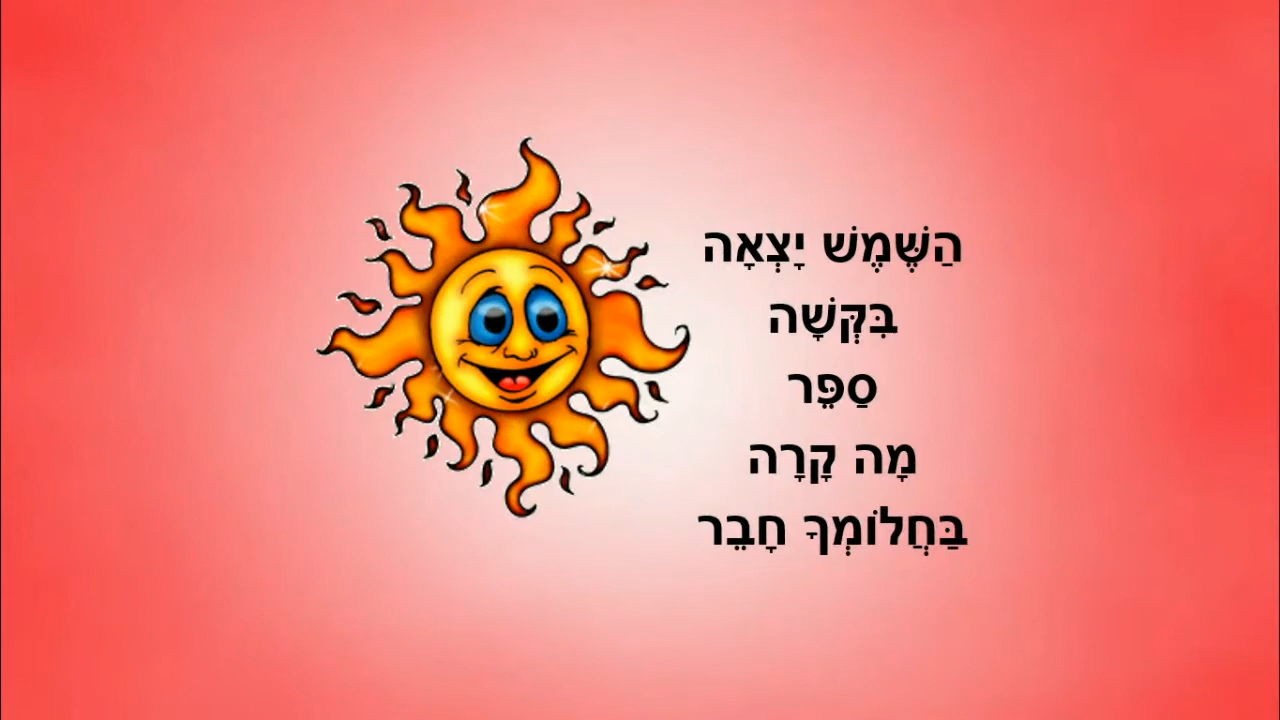 הַשֶּׁמֶשׁ יָצְאָה
בִּקְּשָׁה
סַפֵּר
מָה קָרָה
בַּחֲלוֹמְךָ חָבֵר